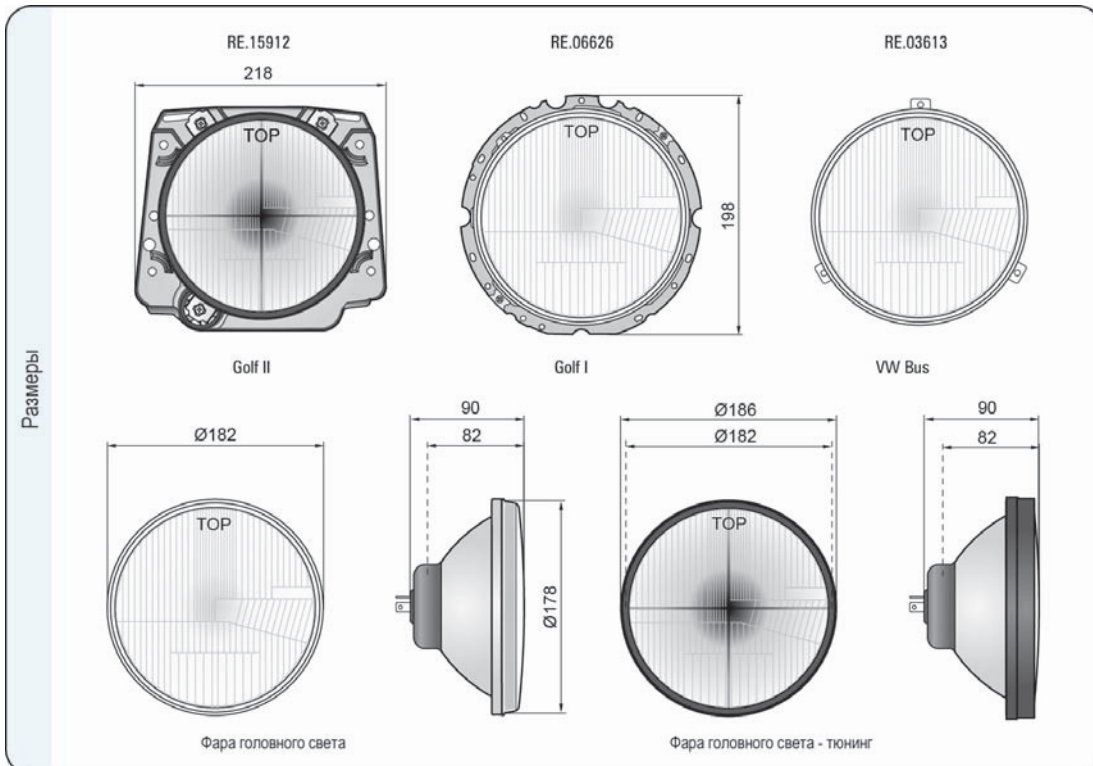 RE.15912
RE.06626
RE.03613
218
TOP
TOP
TOP
198
Golf II
Golf I
VW Bus
Размеры
Ø182
90
82
Ø186
Ø182
90
82
TOP
Ø178
TOP
Фара головного света
Фара головного света - тюнинг